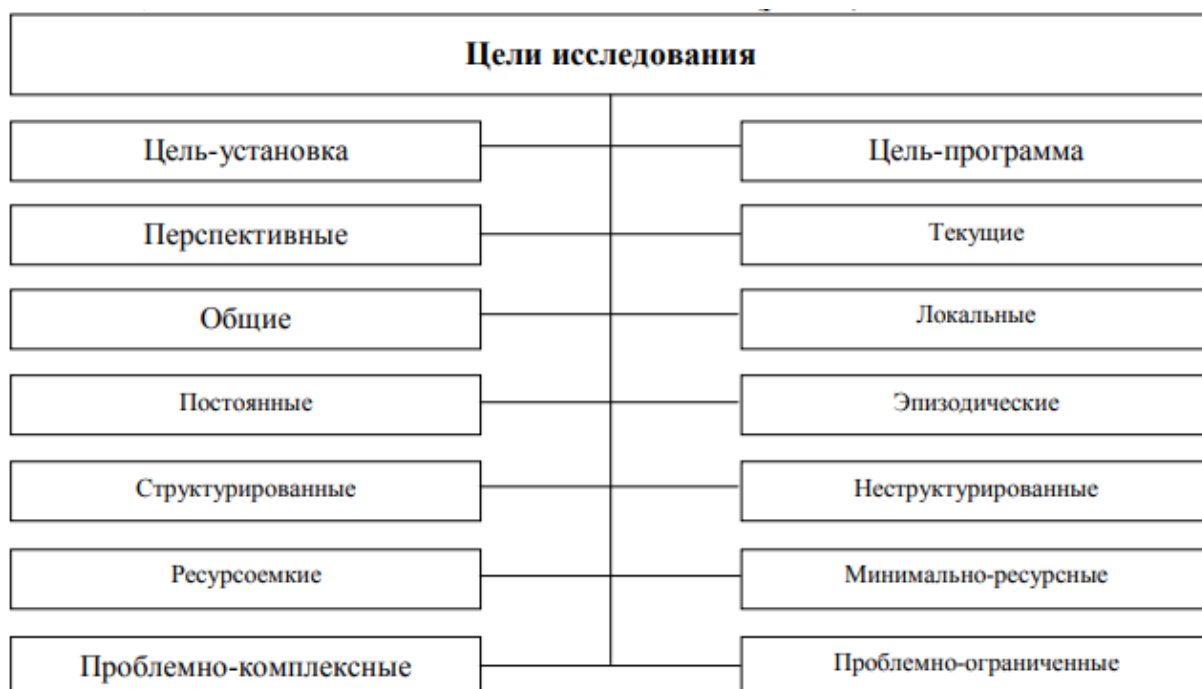 Цели исследования
Цель-установка
Цель-программа
Перспективные
Текущие
Общие
Локальные
Постоянные
Эпизодические
Структурированные
Неструктурированные
Ресурсоемкие
Минимально-ресурсные
Проблемно-комплексные
Проблемно-ограниченные